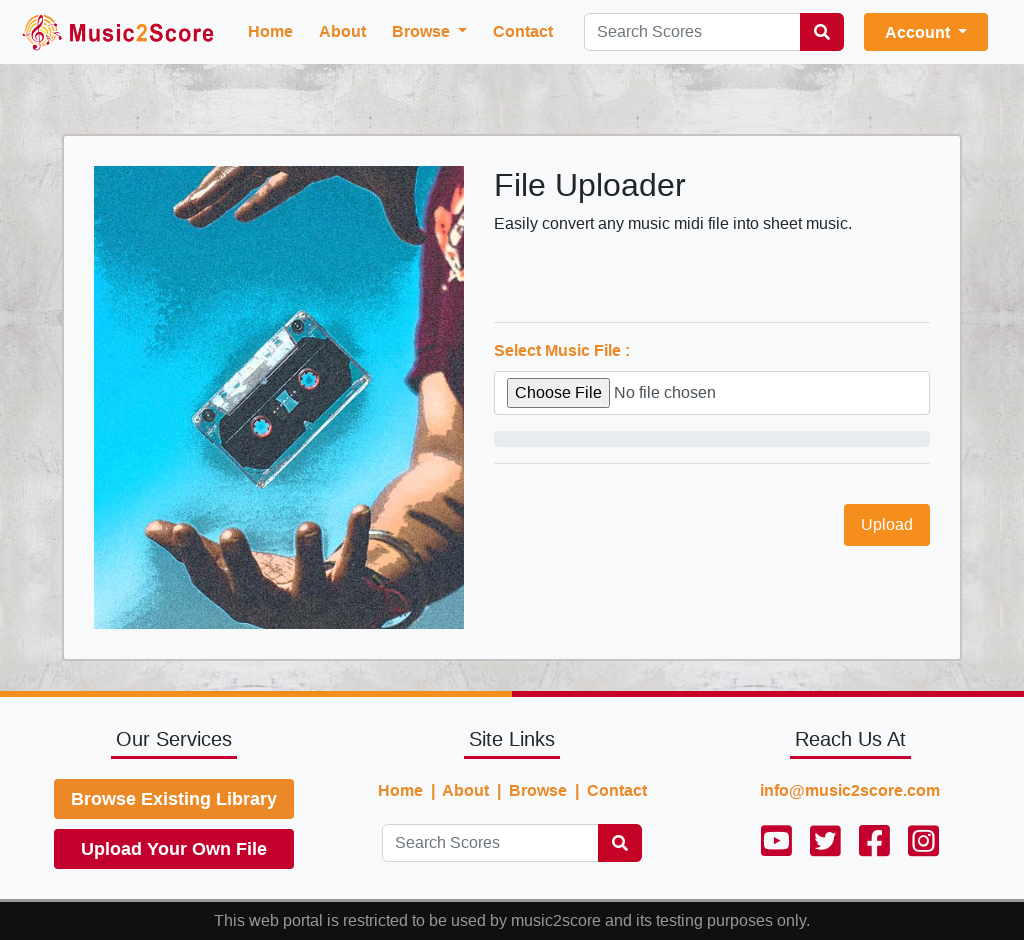 Music2Score
Home
About
Browse
Contact
Search Scores
Account
File Uploader
Easily convert any music midi file into sheet music.
Select Music File :
Choose File No file chosen
Upload
Our Services
Browse Existing Library
Upload Your Own File
Site Links
Home | About | Browse | Contact
Search Scores
Reach Us At
info@music2score.com
This web portal is restricted to be used by music2score and its testing purposes only.